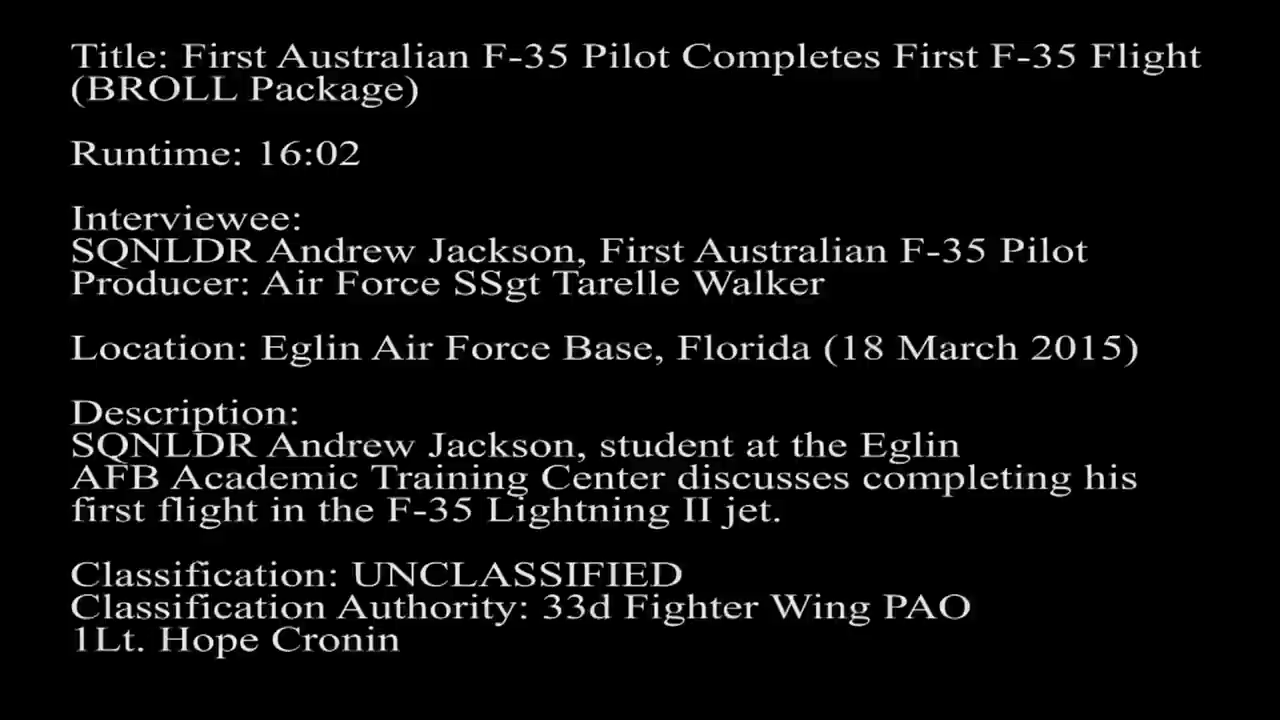 Title: First Australian F-35 Pilot Completes First F-35 Flight
(BROLL Package)
Runtime: 16:02
Interviewee:
SQNLDR Andrew Jackson, First Australian F-35 Pilot
Producer: Air Force SSgt Tarelle Walker
Location: Eglin Air Force Base, Florida (18 March 2015)
Description:
SQNLDR Andrew Jackson, student at the Eglin
AFB Academic Training Center discusses completing his
first flight in the F-35 Lightning II jet.
Classification: UNCLASSIFIED
Classification Authority: 33d Fighter Wing PAO
1Lt. Hope Cronin